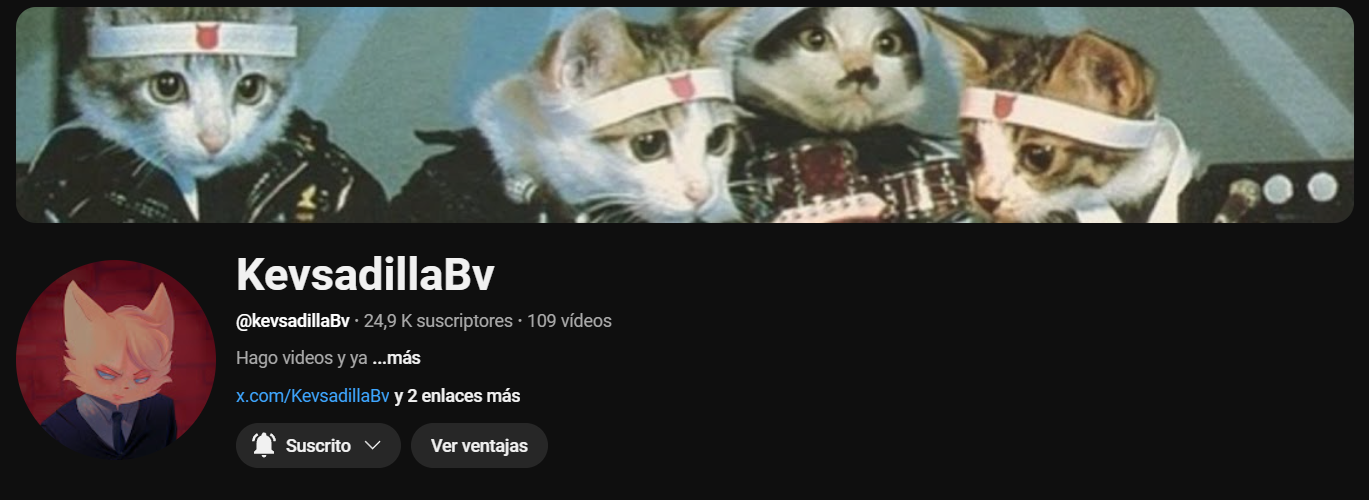 KevsadillaBv
@kevsadillaBv · 24,9 K suscriptores · 109 vídeos
Hago videos y ya ...más
x.com/KevsadillaBv y 2 enlaces más
Suscrito
Ver ventajas